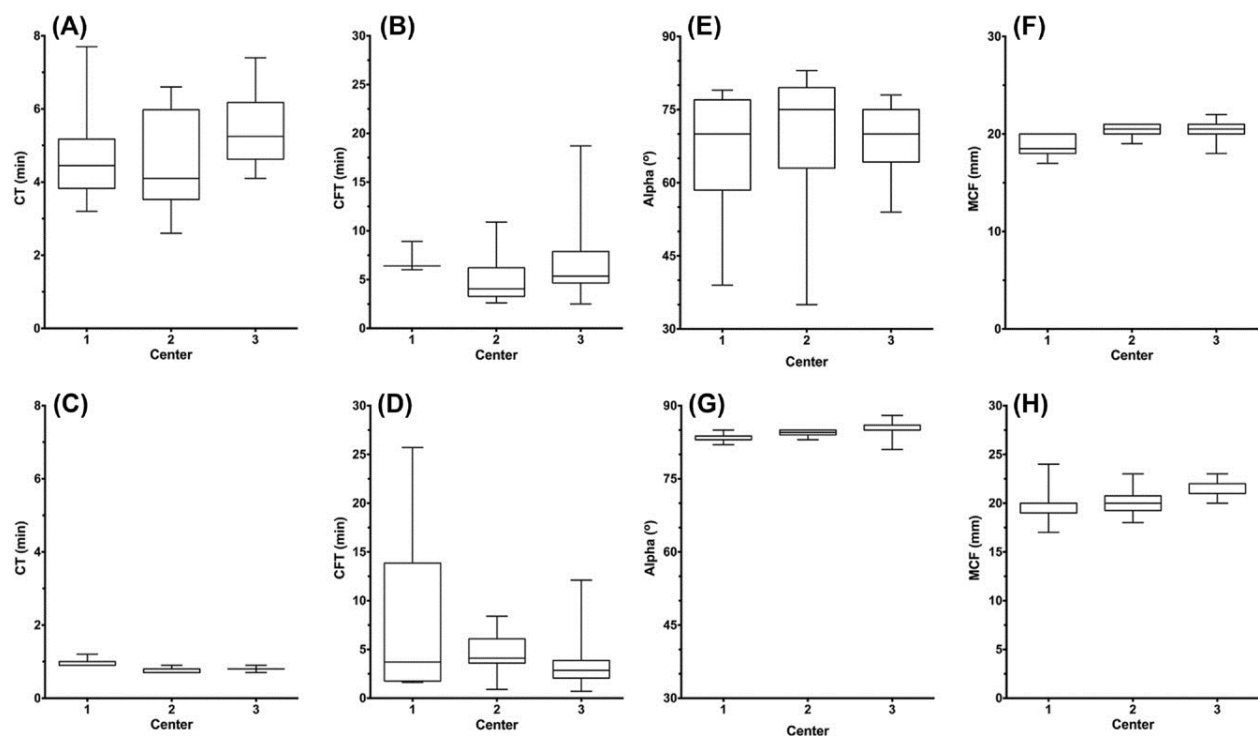 (A)
CT (min)
8
6
4
2
0
1 2 3
Center
(B)
CFT (min)
30
25
20
15
10
5
0
1 2 3
Center
(E)
Alpha (º)
90
75
60
45
30
1 2 3
Center
(F)
MCF (mm)
30
20
10
0
1 2 3
Center
(C)
CT (min)
8
6
4
2
0
1 2 3
Center
(D)
CFT (min)
30
25
20
15
10
5
0
1 2 3
Center
(G)
Alpha (º)
90
75
60
45
30
1 2 3
Center
(H)
MCF (mm)
30
25
20
15
10
5
0
1 2 3
Center